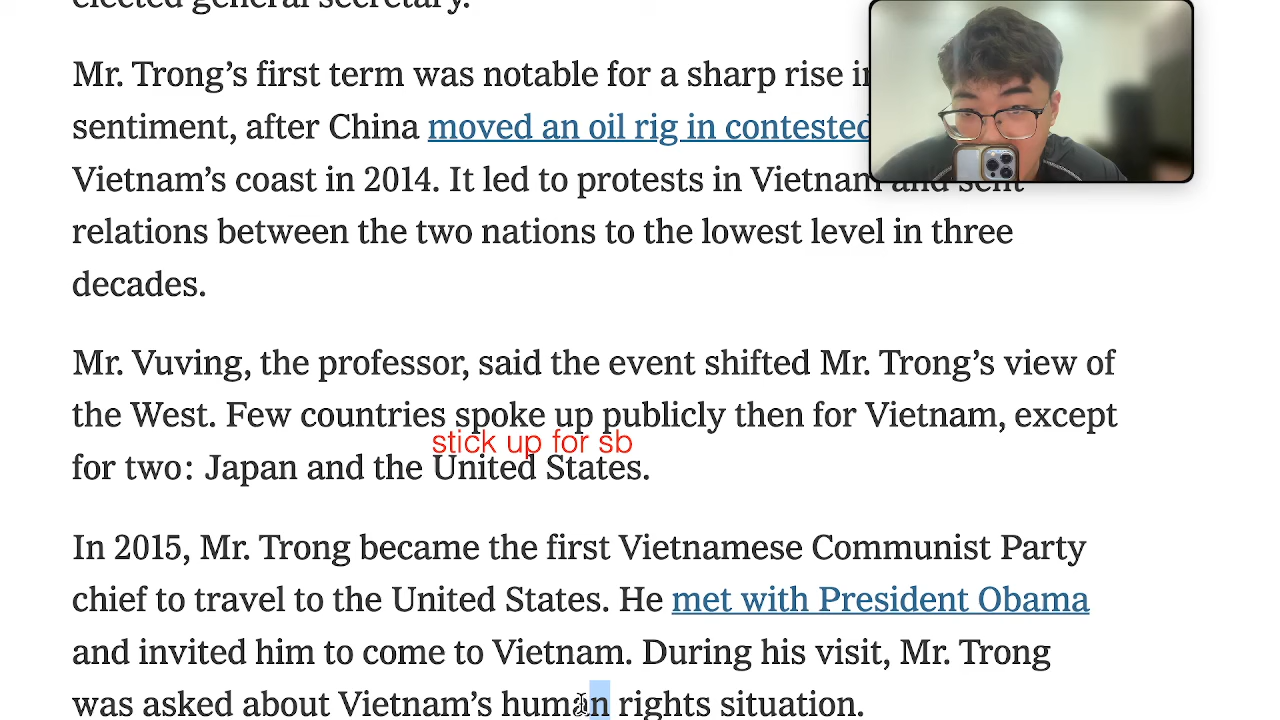 elected general secretary.
Mr. Trong’s first term was notable for a sharp rise
sentiment, after China moved an oil rig in contested
Vietnam’s coast in 2014. It led to protests in Vietnam and sent
relations between the two nations to the lowest level in three
decades.
Mr. Vuving, the professor, said the event shifted Mr. Trong’s view of
the West. Few countries spoke up publicly then for Vietnam, except
stick up for sb
for two: Japan and the United States.
In 2015, Mr. Trong became the first Vietnamese Communist Party
chief to travel to the United States. He met with President Obama
and invited him to come to Vietnam. During his visit, Mr. Trong
was asked about Vietnam’s human rights situation.